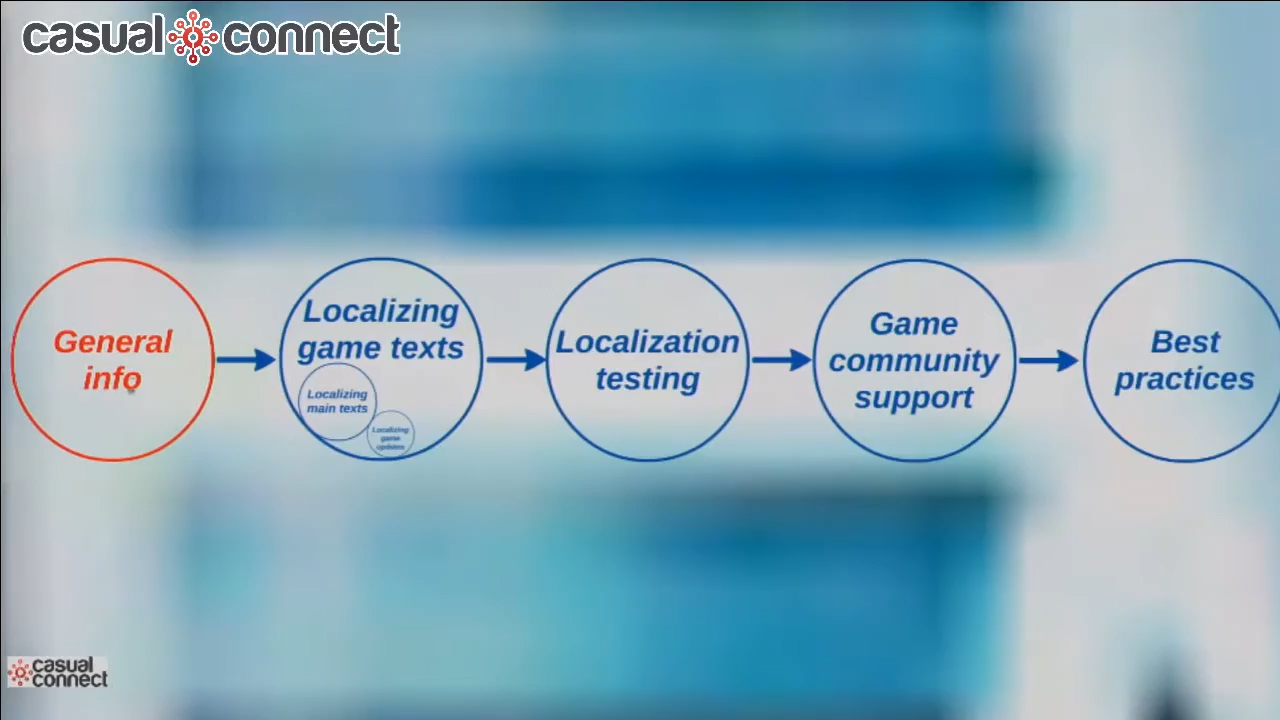 casual connect
General
info
Localizing
game texts
Localizing
main texts
Localizing
game
updates
Localization
testing
Game
community
support
Best
practices
casual
connect